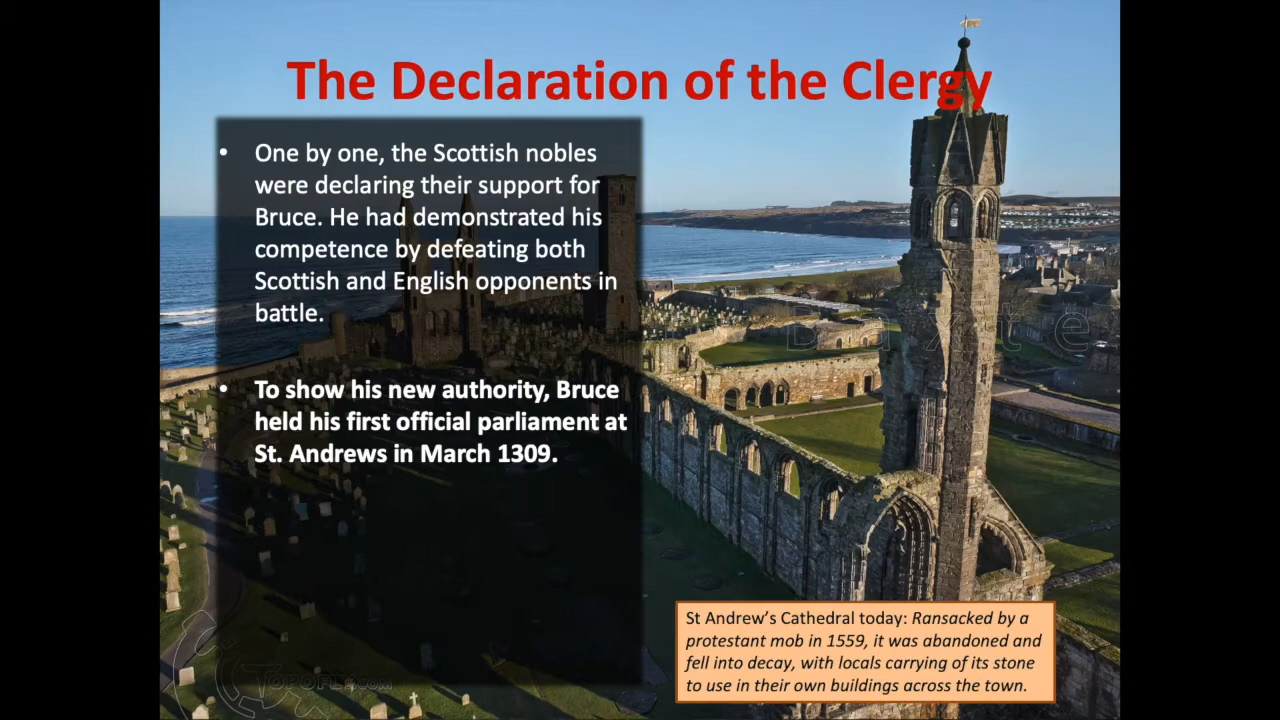 The Declaration of the Clergy
• One by one, the Scottish nobles
were declaring their support for
Bruce. He had demonstrated his
competence by defeating both
Scottish and English opponents in
battle.
• To show his new authority, Bruce
held his first official parliament at
St. Andrews in March 1309.
St Andrew's Cathedral today: Ransacked by a
protestant mob in 1559, it was abandoned and
fell into decay, with locals carrying of its stone
to use in their own buildings across the town.